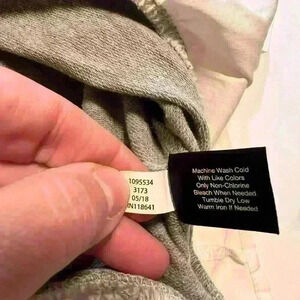 1095534
3173
05/18
VN118641
Machine Wash Cold
With Like Colors
Only Non-Chlorine
Bleach When Needed
Tumble Dry Low
Warm Iron If Needed